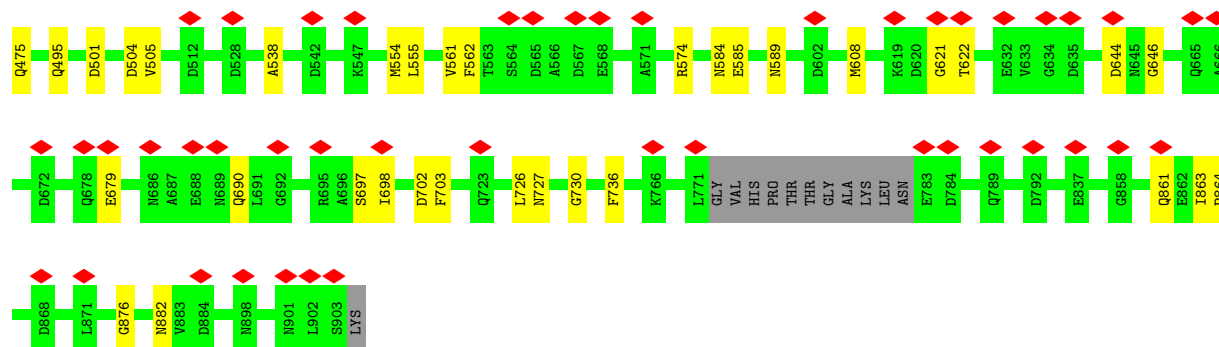 Q475 Q495 D501 D504 V505 D512 D528 A538 D542 K547 M554 L555 V561 F562 T563 S564 D565 A566 D567 E568 A571 R574 N584 E585 N589 D602 M608 K619 D620 G621 T622 E632 V633 G634 D635 D644 N645 G646 Q665 A666
D672 Q678 E679 N686 A687 E688 N689 Q690 L691 G692 R695 A696 S697 I698 D702 F703 Q723 L726 N727 G730 F736 K766 L771 GLY VAL HIS PRO THR THR GLY ALA LYS LEU ASN E783 D784 Q789 D792 E837 G858 Q861 E862 I863
D868 L871 G876 N882 V883 D884 N898 N901 L902 S903 LYS